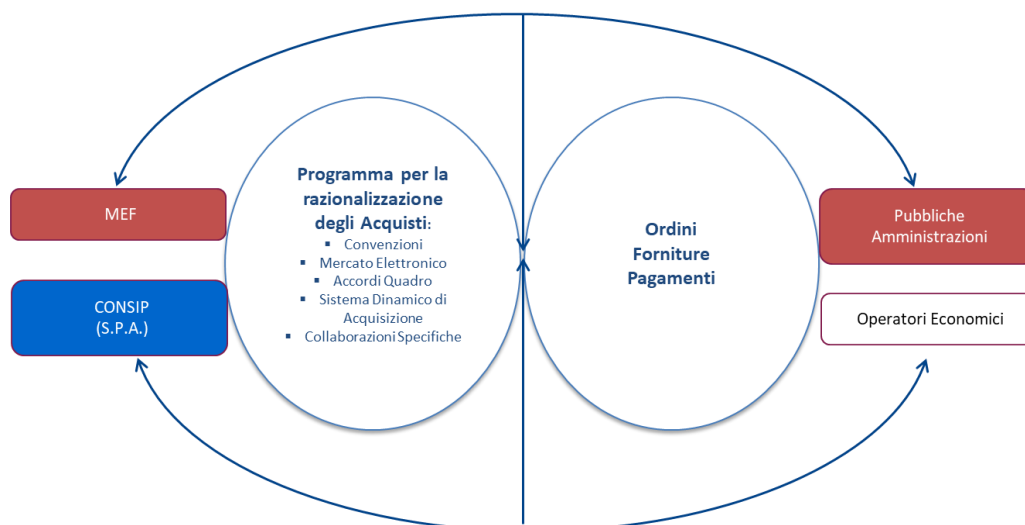 MEF
CONSIP
(S.P.A.)
Programma per la
razionalizzazione
degli Acquisti:
▪ Convenzioni
▪ Mercato Elettronico
▪ Accordi Quadro
▪ Sistema Dinamico di
Acquisizione
▪ Collaborazioni Specifiche
Ordini
Forniture
Pagamenti
Pubbliche
Amministrazioni
Operatori Economici